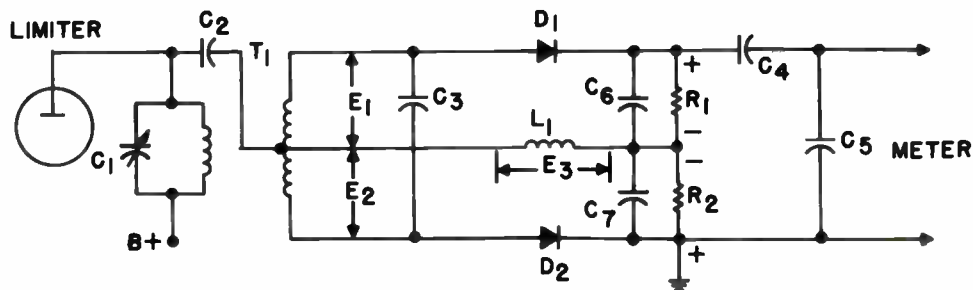 LIMITER
C2
T1
D1
E1
C3
C6
+
R1
-
C4
C1
L1
E3
C5
METER
E2
C7
-
R2
B+
D2
+